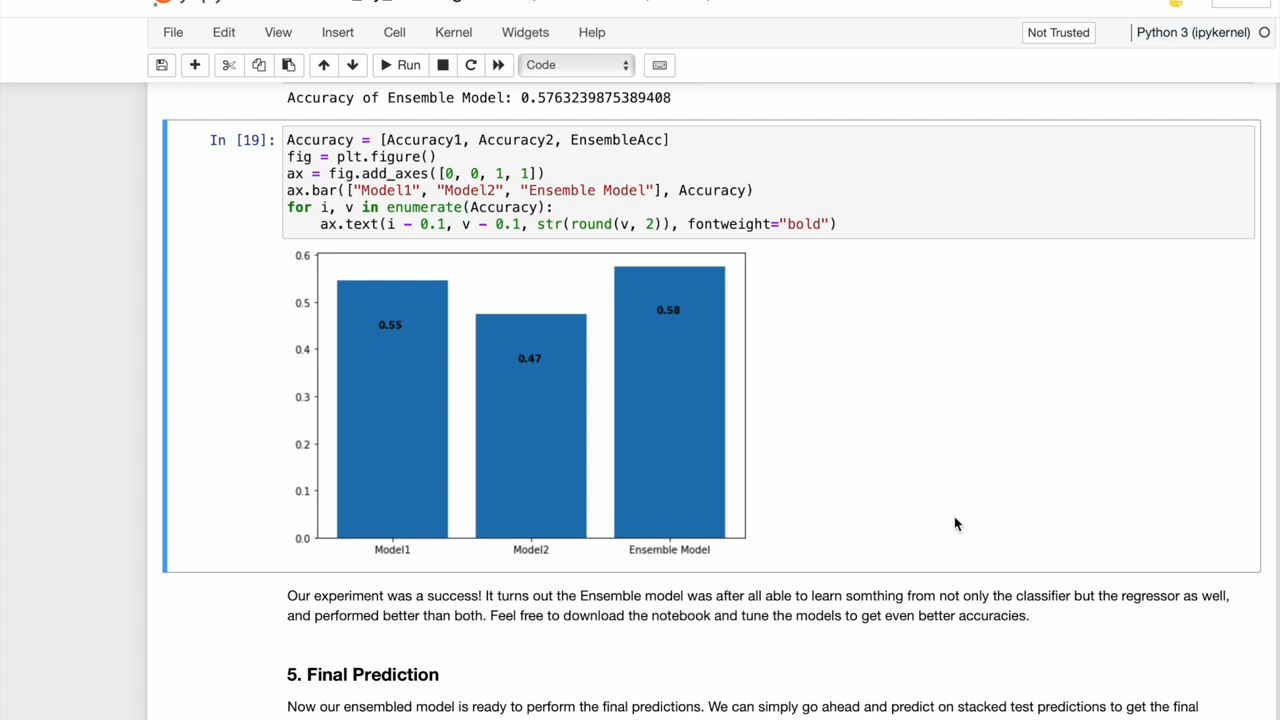 File Edit View Insert Cell Kernel Widgets Help Not Trusted Python 3 (ipykernel)
Run Code
Accuracy of Ensemble Model: 0.5763239875389408
In [19]: Accuracy = [Accuracy1, Accuracy2, EnsembleAcc]
fig = plt.figure()
ax = fig.add_axes([0, 0, 1, 1])
ax.bar(["Model1", "Model2", "Ensemble Model"], Accuracy)
for i, v in enumerate(Accuracy):
    ax.text(i - 0.1, v - 0.1, str(round(v, 2)), fontweight="bold")
0.6
0.5
0.4
0.3
0.2
0.1
0.0
0.55
0.47
0.58
Model1 Model2 Ensemble Model
Our experiment was a success! It turns out the Ensemble model was after all able to learn somthing from not only the classifier but the regressor as well,
and performed better than both. Feel free to download the notebook and tune the models to get even better accuracies.
5. Final Prediction
Now our ensembled model is ready to perform the final predictions. We can simply go ahead and predict on stacked test predictions to get the final